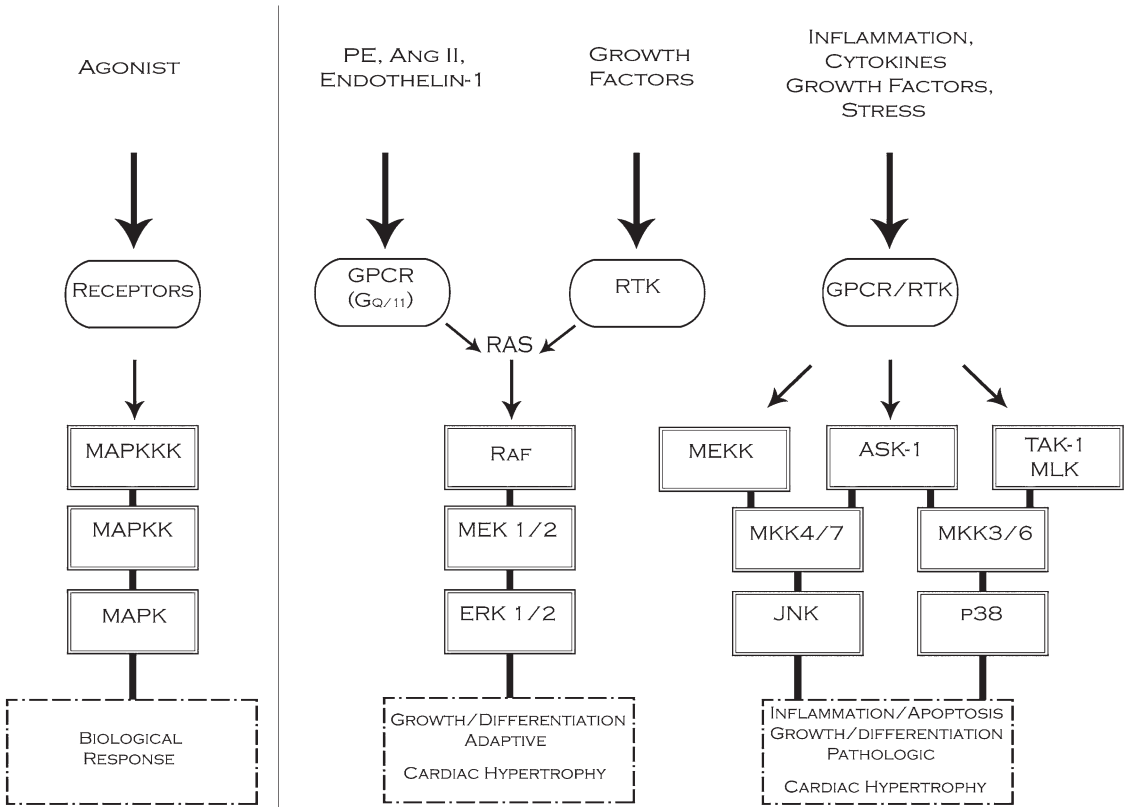 AGONIST
RECEPTORS
MAPKKK
MAPKK
MAPK
BIOLOGICAL
RESPONSE
PE, ANG II,
ENDOTHELIN-1
GROWTH
FACTORS
INFLAMMATION,
CYTOKINES
GROWTH FACTORS,
STRESS
GPCR
(GQ/11)
RTK
GPCR/RTK
RAS
RAF
MEKK
ASK-1
TAK-1
MLK
MEK 1/2
MKK4/7
MKK3/6
ERK 1/2
JNK
P38
GROWTH/DIFFERENTIATION
ADAPTIVE
CARDIAC HYPERTROPHY
INFLAMMATION/APOPTOSIS
GROWTH/DIFFERENTIATION
PATHOLOGIC
CARDIAC HYPERTROPHY